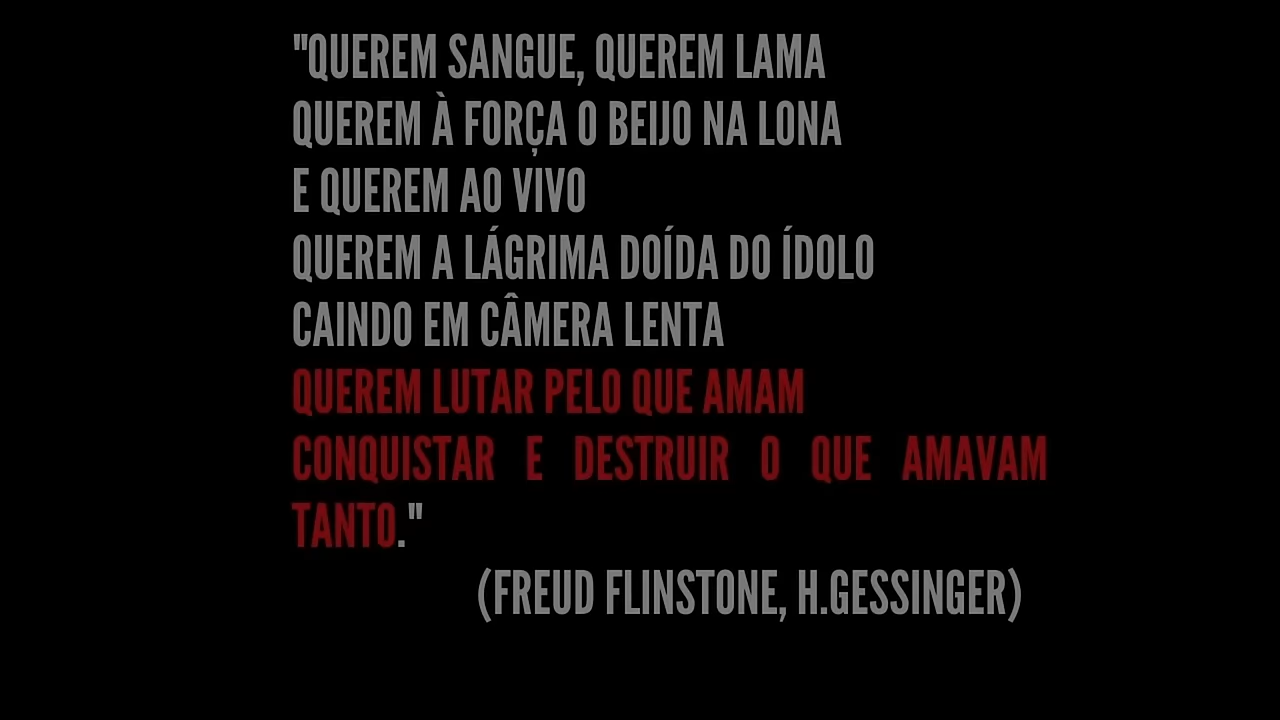 "QUEREM SANGUE, QUEREM LAMA
QUEREM À FORÇA O BEIJO NA LONA
E QUEREM AO VIVO
QUEREM A LÁGRIMA DOÍDA DO ÍDOLO
CAINDO EM CÂMERA LENTA
QUEREM LUTAR PELO QUE AMAM
CONQUISTAR E DESTRUIR O QUE AMAVAM
TANTO."
(FREUD FLINSTONE, H.GESSINGER)